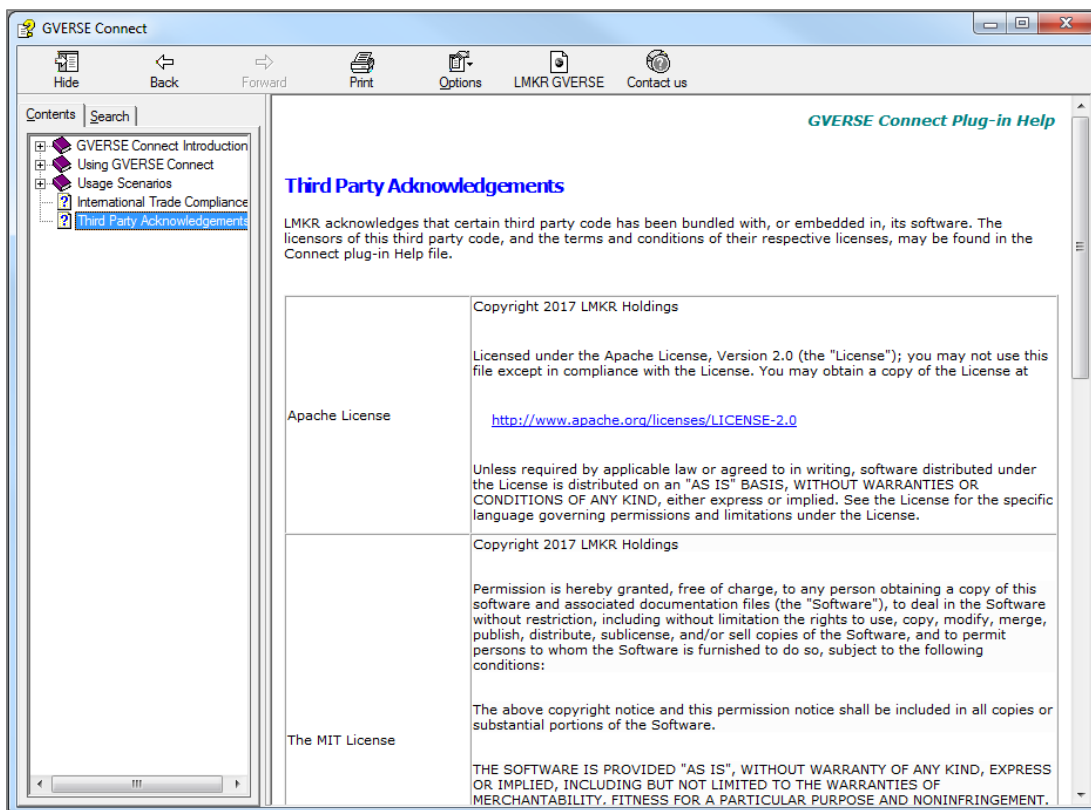 GVERSE Connect
Hide
Back
Forward
Print
Options
LMKR GVERSE
Contact us
Contents
Search
GVERSE Connect Introduction
Using GVERSE Connect
Usage Scenarios
International Trade Compliance
Third Party Acknowledgements
GVERSE Connect Plug-in Help
Third Party Acknowledgements
LMKR acknowledges that certain third party code has been bundled with, or embedded in, its software. The
licensors of this third party code, and the terms and conditions of their respective licenses, may be found in the
Connect plug-in Help file.
Apache License
Copyright 2017 LMKR Holdings
Licensed under the Apache License, Version 2.0 (the "License"); you may not use this
file except in compliance with the License. You may obtain a copy of the License at
http://www.apache.org/licenses/LICENSE-2.0
Unless required by applicable law or agreed to in writing, software distributed under
the License is distributed on an "AS IS" BASIS, WITHOUT WARRANTIES OR
CONDITIONS OF ANY KIND, either express or implied. See the License for the specific
language governing permissions and limitations under the License.
The MIT License
Copyright 2017 LMKR Holdings
Permission is hereby granted, free of charge, to any person obtaining a copy of this
software and associated documentation files (the "Software"), to deal in the Software
without restriction, including without limitation the rights to use, copy, modify, merge,
publish, distribute, sublicense, and/or sell copies of the Software, and to permit
persons to whom the Software is furnished to do so, subject to the following
conditions:
The above copyright notice and this permission notice shall be included in all copies or
substantial portions of the Software.
THE SOFTWARE IS PROVIDED "AS IS", WITHOUT WARRANTY OF ANY KIND, EXPRESS
OR IMPLIED, INCLUDING BUT NOT LIMITED TO THE WARRANTIES OF
MERCHANTABILITY, FITNESS FOR A PARTICULAR PURPOSE AND NONINFRINGEMENT.